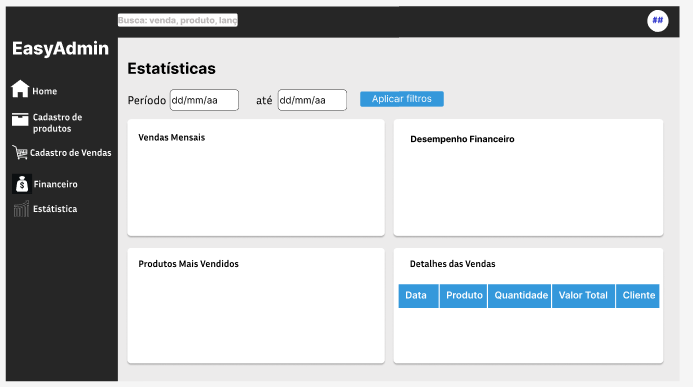 Busca: venda, produto, lanç
##
EasyAdmin
Home
Cadastro de
produtos
Cadastro de Vendas
Financeiro
Estátistica
Estatísticas
Período dd/mm/aa até dd/mm/aa Aplicar filtros
Vendas Mensais
Desempenho Financeiro
Produtos Mais Vendidos
Detalhes das Vendas
Data Produto Quantidade Valor Total Cliente